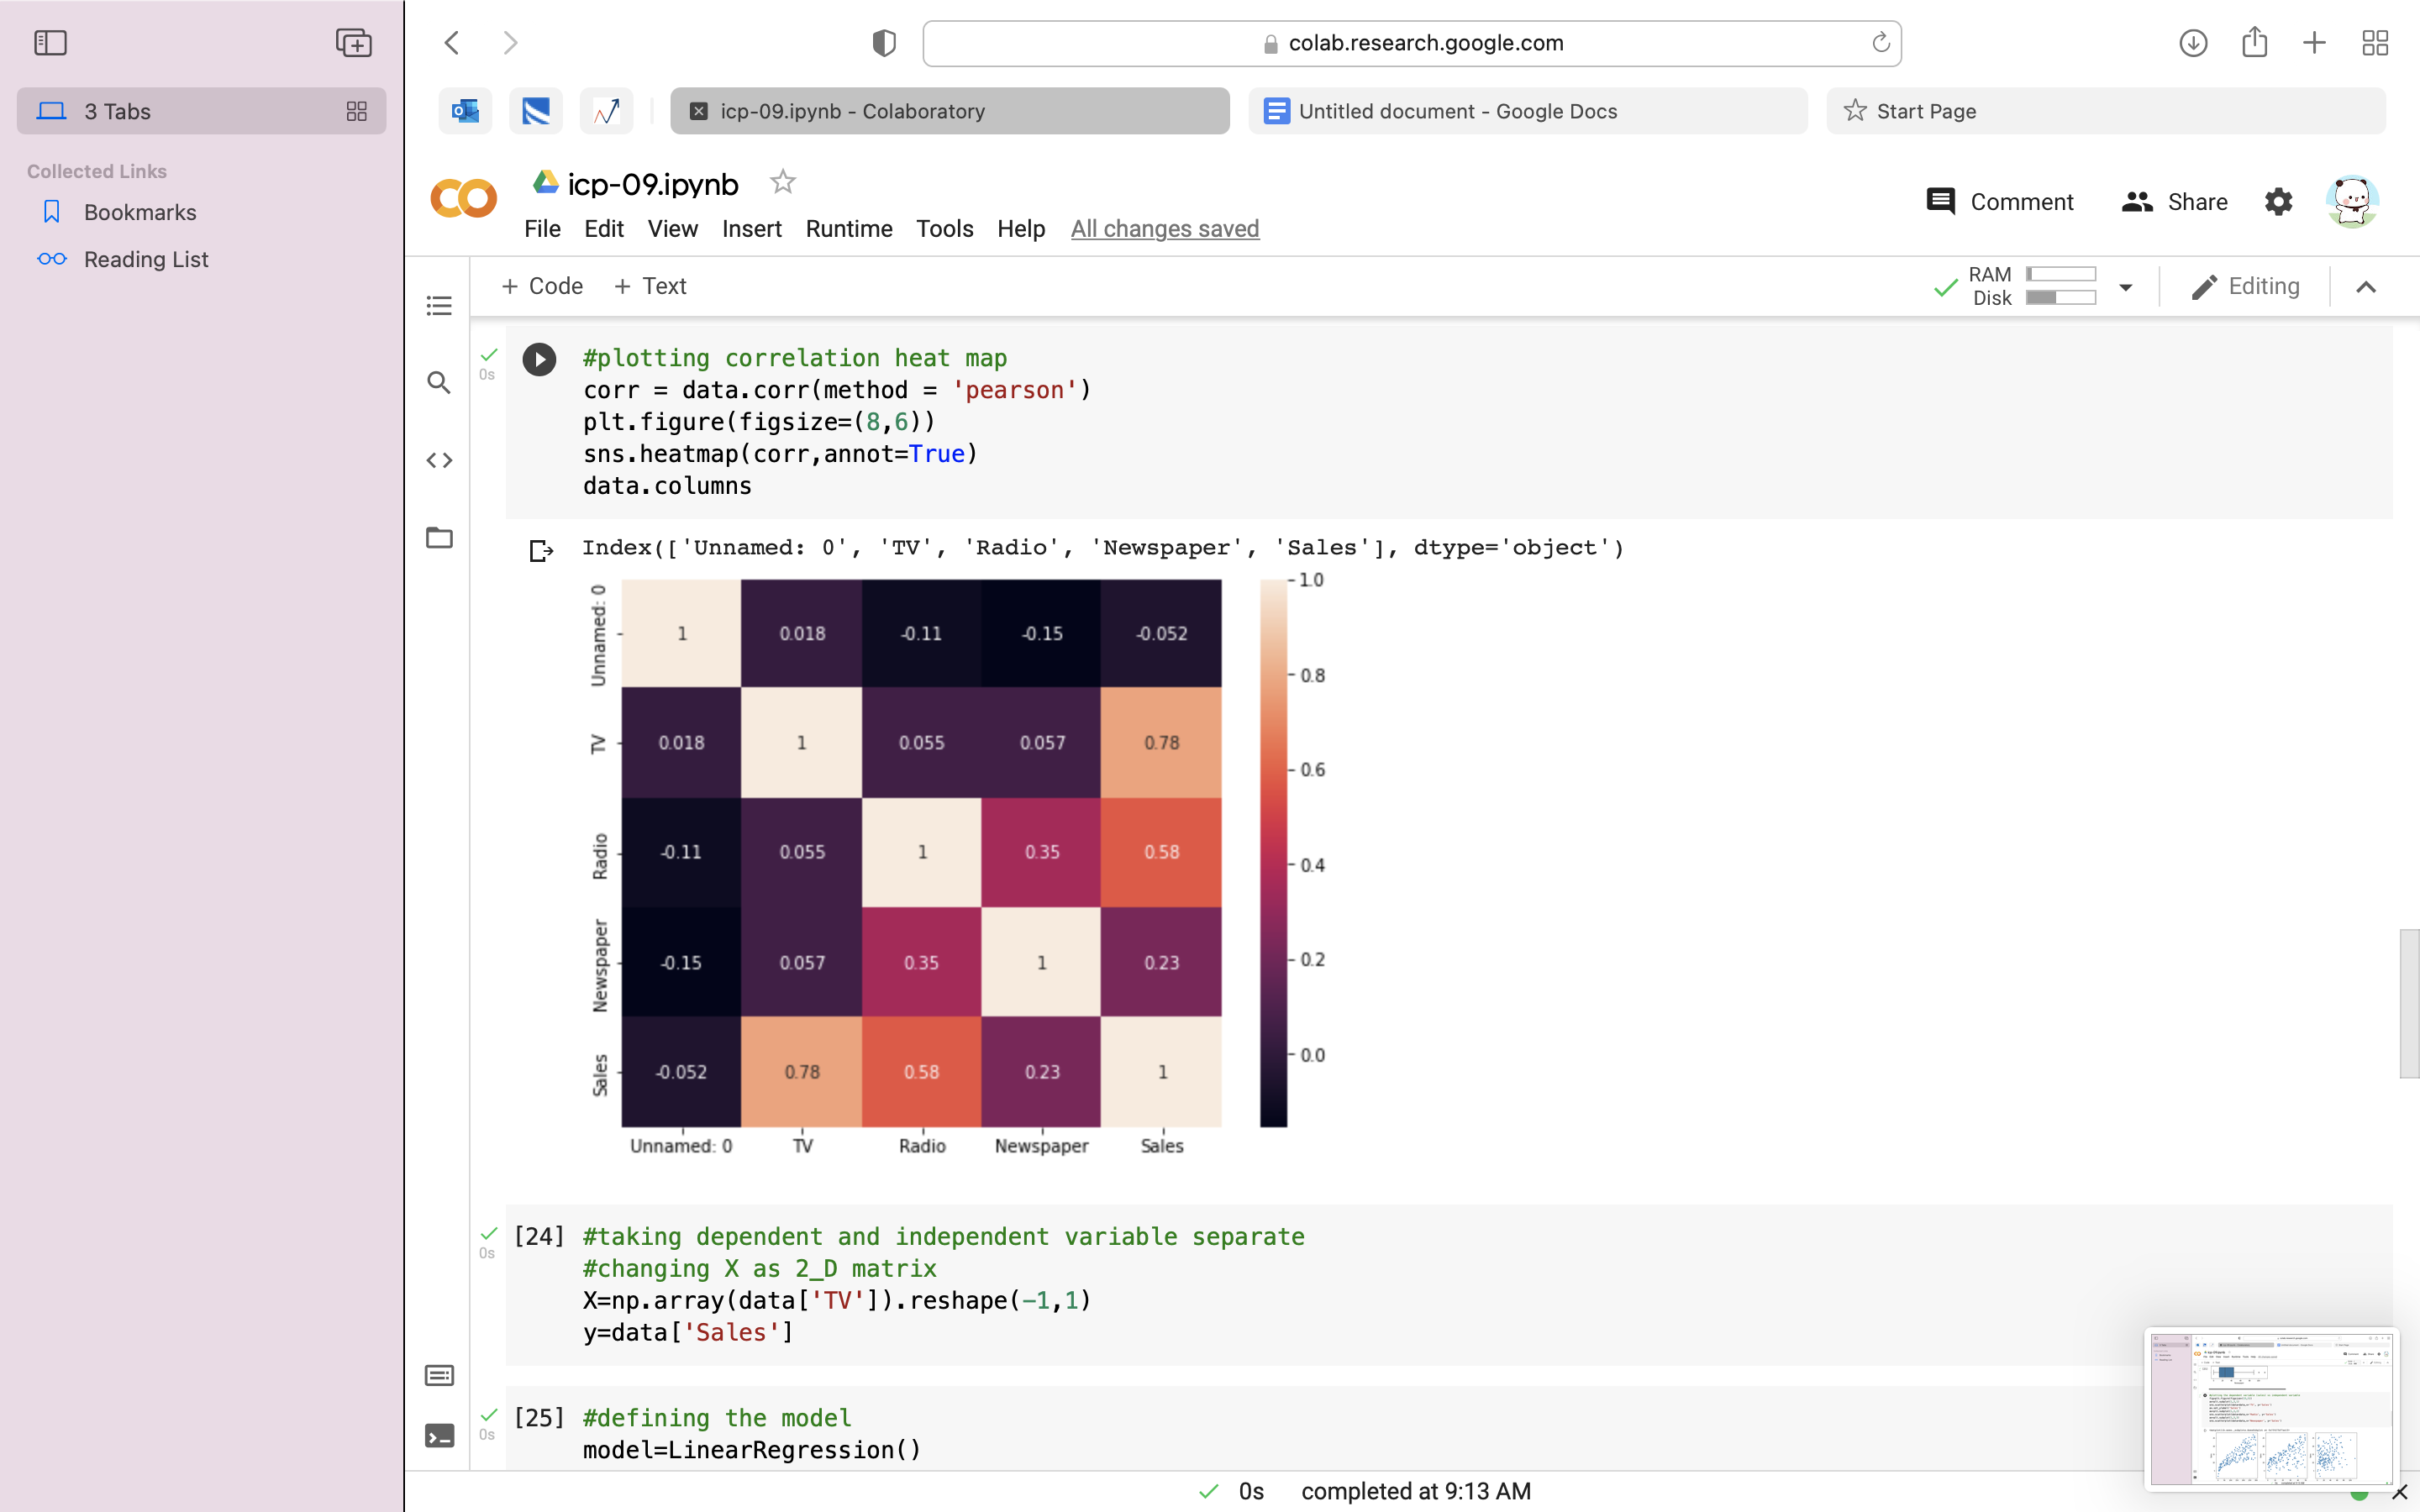 3 Tabs
Collected Links
Bookmarks
Reading List
colab.research.google.com
icp-09.ipynb - Colaboratory
Untitled document - Google Docs
Start Page
icp-09.ipynb
Comment
Share
File Edit View Insert Runtime Tools Help All changes saved
+ Code + Text
RAM
Disk
Editing
0s
#plotting correlation heat map
corr = data.corr(method = 'pearson')
plt.figure(figsize=(8,6))
sns.heatmap(corr,annot=True)
data.columns
Index(['Unnamed: 0', 'TV', 'Radio', 'Newspaper', 'Sales'], dtype='object')
Unnamed: 0 1 0.018 -0.11 -0.15 -0.052
TV 0.018 1 0.055 0.057 0.78
Radio -0.11 0.055 1 0.35 0.58
Newspaper -0.15 0.057 0.35 1 0.23
Sales -0.052 0.78 0.58 0.23 1
Unnamed: 0 TV Radio Newspaper Sales
1.0
0.8
0.6
0.4
0.2
0.0
[24] #taking dependent and independent variable separate
0s
#changing X as 2_D matrix
X=np.array(data['TV']).reshape(-1,1)
y=data['Sales']
[25] #defining the model
0s
model=LinearRegression()
0s completed at 9:13 AM